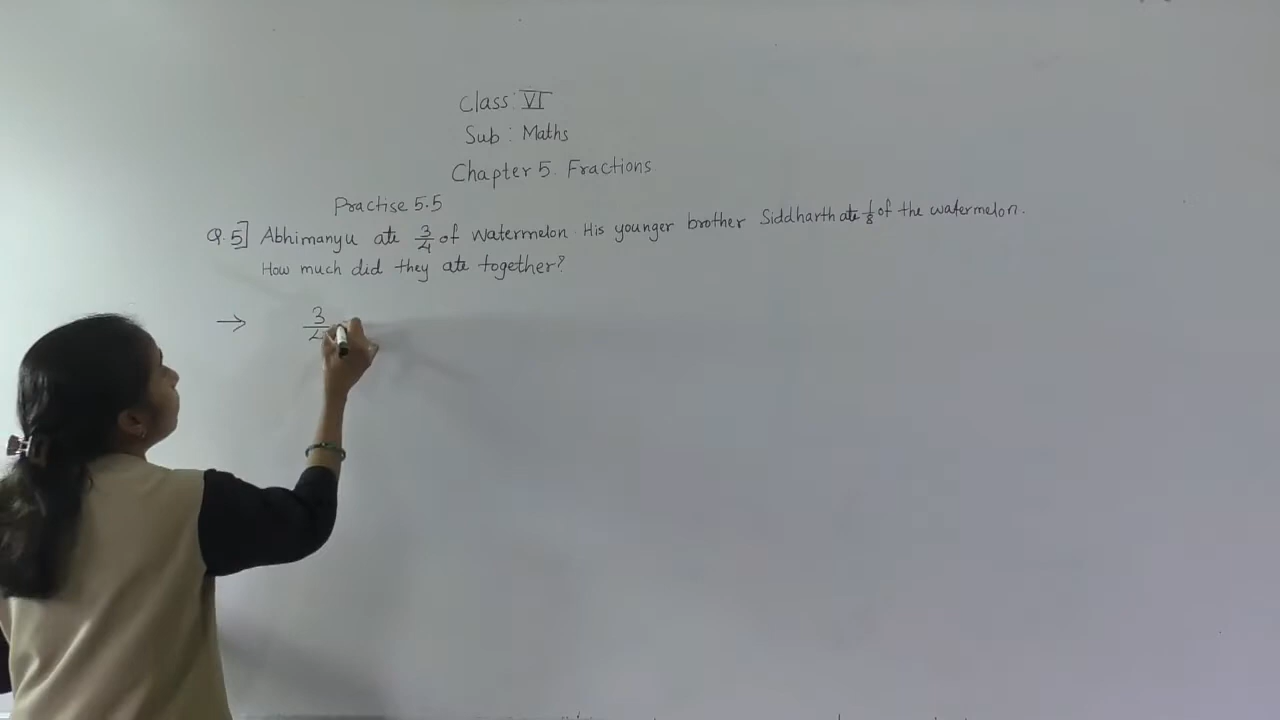 Class: VI
Sub : Maths
Chapter 5. Fractions
Practise 5.5
Q.5] Abhimanyu ate 3/4 of watermelon. His younger brother Siddharth ate 1/8 of the watermelon.
How much did they ate together?
→ 3/4